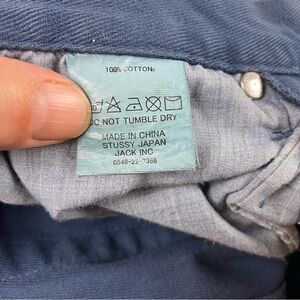 100% COTTON
DO NOT TUMBLE DRY
MADE IN CHINA
STUSSY JAPAN
JACK INC
0548-22-7366